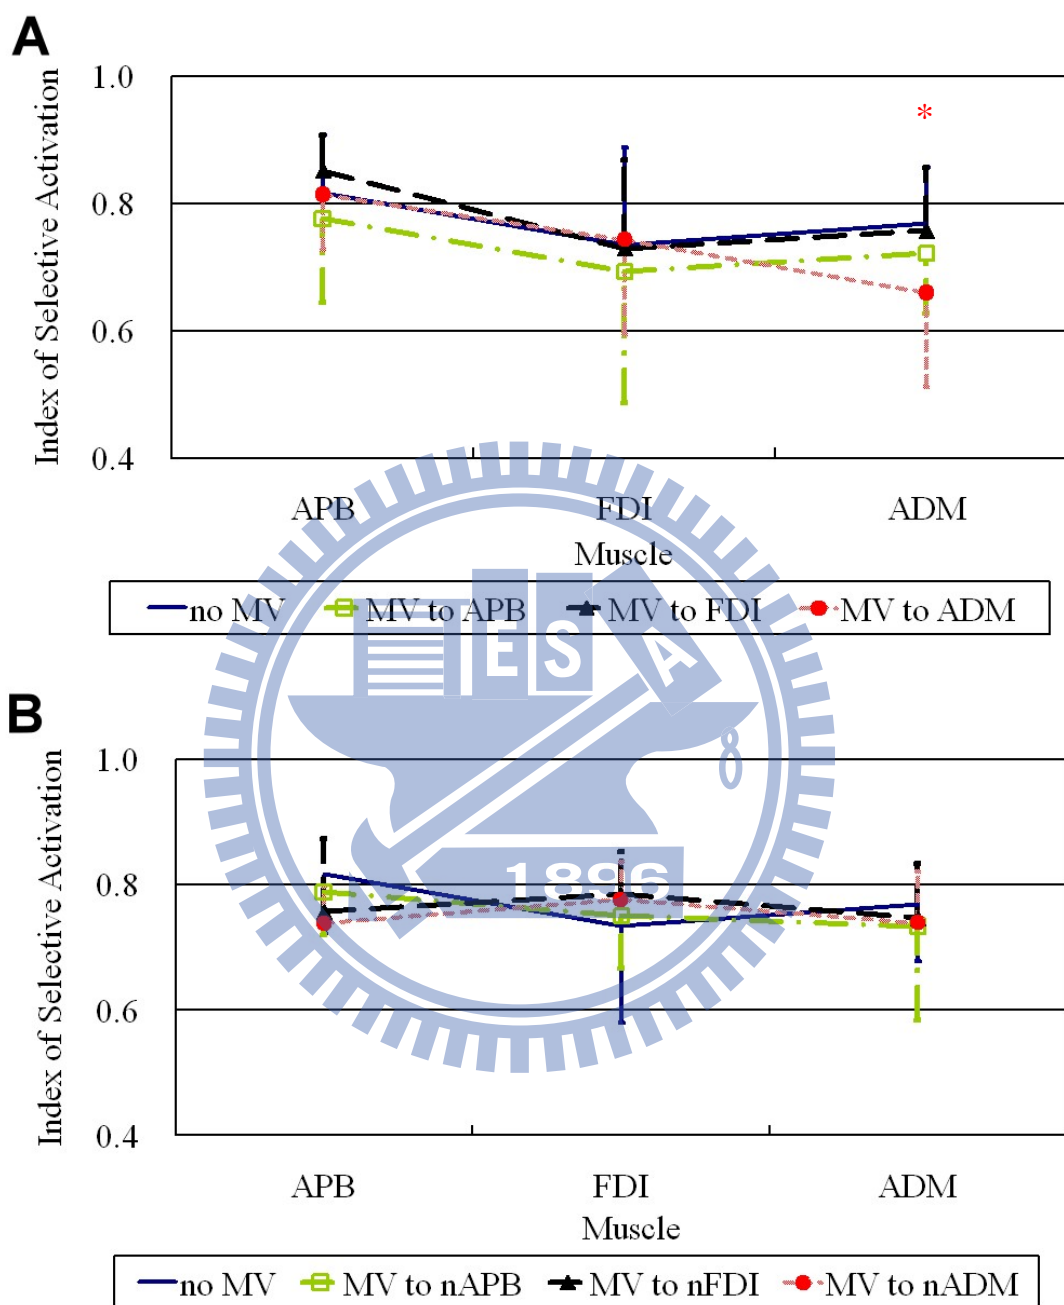 A
Index of Selective Activation
1.0
0.8
0.6
0.4
*
APB FDI ADM
Muscle
no MV MV to APB MV to FDI MV to ADM
E S A
8
1896
B
Index of Selective Activation
1.0
0.8
0.6
0.4
APB FDI ADM
Muscle
no MV MV to nAPB MV to nFDI MV to nADM